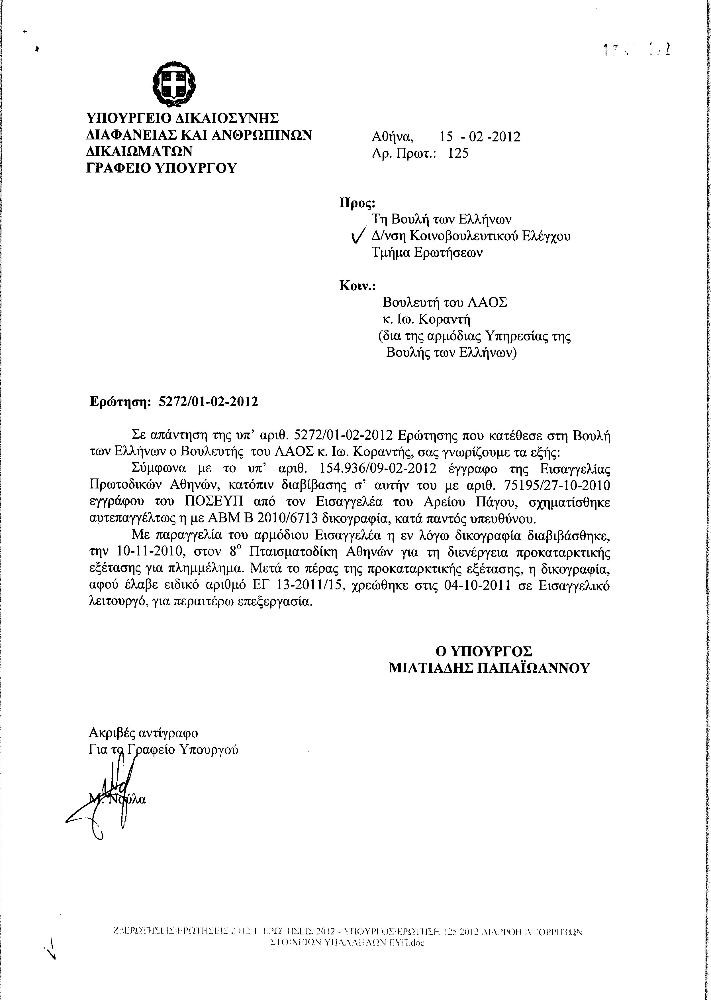 ΥΠΟΥΡΓΕΙΟ ΔΙΚΑΙΟΣΥΝΗΣ
ΔΙΑΦΑΝΕΙΑΣ ΚΑΙ ΑΝΘΡΩΠΙΝΩΝ
ΔΙΚΑΙΩΜΑΤΩΝ
ΓΡΑΦΕΙΟ ΥΠΟΥΡΓΟΥ
Αθήνα, 15 - 02 -2012
Αρ. Πρωτ.: 125
Προς:
Τη Βουλή των Ελλήνων
Δ/νση Κοινοβουλευτικού Ελέγχου
Τμήμα Ερωτήσεων
Κοιν.:
Βουλευτή του ΛΑΟΣ
κ. Ιω. Κοραντή
(δια της αρμόδιας Υπηρεσίας της
Βουλής των Ελλήνων)
Ερώτηση: 5272/01-02-2012
Σε απάντηση της υπ’ αριθ. 5272/01-02-2012 Ερώτησης που κατέθεσε στη Βουλή
των Ελλήνων ο Βουλευτής του ΛΑΟΣ κ. Ιω. Κοραντής, σας γνωρίζουμε τα εξής:
Σύμφωνα με το υπ’ αριθ. 154.936/09-02-2012 έγγραφο της Εισαγγελίας
Πρωτοδικών Αθηνών, κατόπιν διαβίβασης σ’ αυτήν του με αριθ. 75195/27-10-2010
εγγράφου του ΠΟΣΕΥΠ από τον Εισαγγελέα του Αρείου Πάγου, σχηματίσθηκε
αυτεπαγγέλτως η με ΑΒΜ Β 2010/6713 δικογραφία, κατά παντός υπευθύνου.
Με παραγγελία του αρμόδιου Εισαγγελέα η εν λόγω δικογραφία διαβιβάσθηκε,
την 10-11-2010, στον 8ο Πταισματοδίκη Αθηνών για τη διενέργεια προκαταρκτικής
εξέτασης για πλημμέλημα. Μετά το πέρας της προκαταρκτικής εξέτασης, η δικογραφία,
αφού έλαβε ειδικό αριθμό ΕΓ 13-2011/15, χρεώθηκε στις 04-10-2011 σε Εισαγγελικό
λειτουργό, για περαιτέρω επεξεργασία.
Ο ΥΠΟΥΡΓΟΣ
ΜΙΛΤΙΑΔΗΣ ΠΑΠΑΪΩΑΝΝΟΥ
Ακριβές αντίγραφο
Για το Γραφείο Υπουργού
Μ. Νούλα
Ζ:\ΕΡΩΤΗΣΕΙΣ\ΕΡΩΤΗΣΕΙΣ 2012\1. ΕΡΩΤΗΣΕΙΣ 2012 - ΥΠΟΥΡΓΟΣ\ΕΡΩΤΗΣΗ 125 2012 ΔΙΑΡΡΟΗ ΑΠΟΡΡΗΤΩΝ
ΣΤΟΙΧΕΙΩΝ ΥΠΑΛΛΗΛΩΝ ΕΥΠ.doc